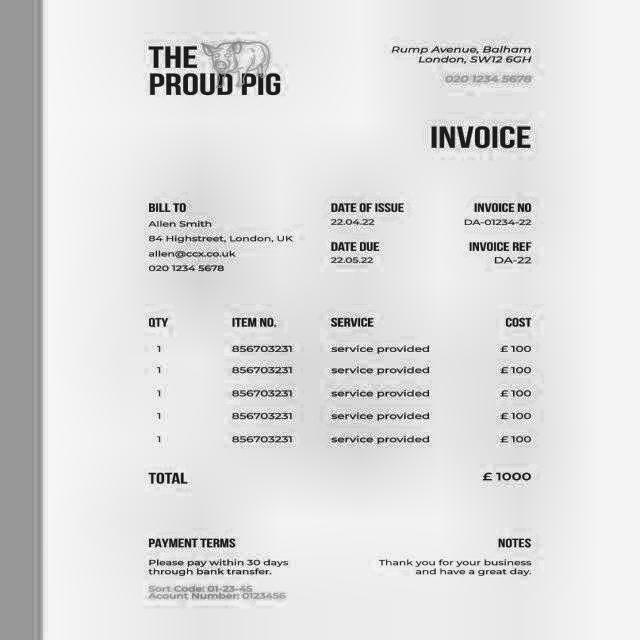 THE
PROUD PIG
Rump Avenue, Balham
London, SW12 6GH
020 1234 5678
INVOICE
BILL TO
Allen Smith
84 Highstreet, London, UK
allen@ccx.co.uk
020 1234 5678
DATE OF ISSUE
22.04.22
DATE DUE
22.05.22
INVOICE NO
DA-01234-22
INVOICE REF
DA-22
QTY ITEM NO. SERVICE COST
1 856703231 service provided £ 100
1 856703231 service provided £ 100
1 856703231 service provided £ 100
1 856703231 service provided £ 100
1 856703231 service provided £ 100
TOTAL £ 1000
PAYMENT TERMS
Please pay within 30 days
through bank transfer.
Sort Code: 01-23-45
Acount Number: 0123456
NOTES
Thank you for your business
and have a great day.